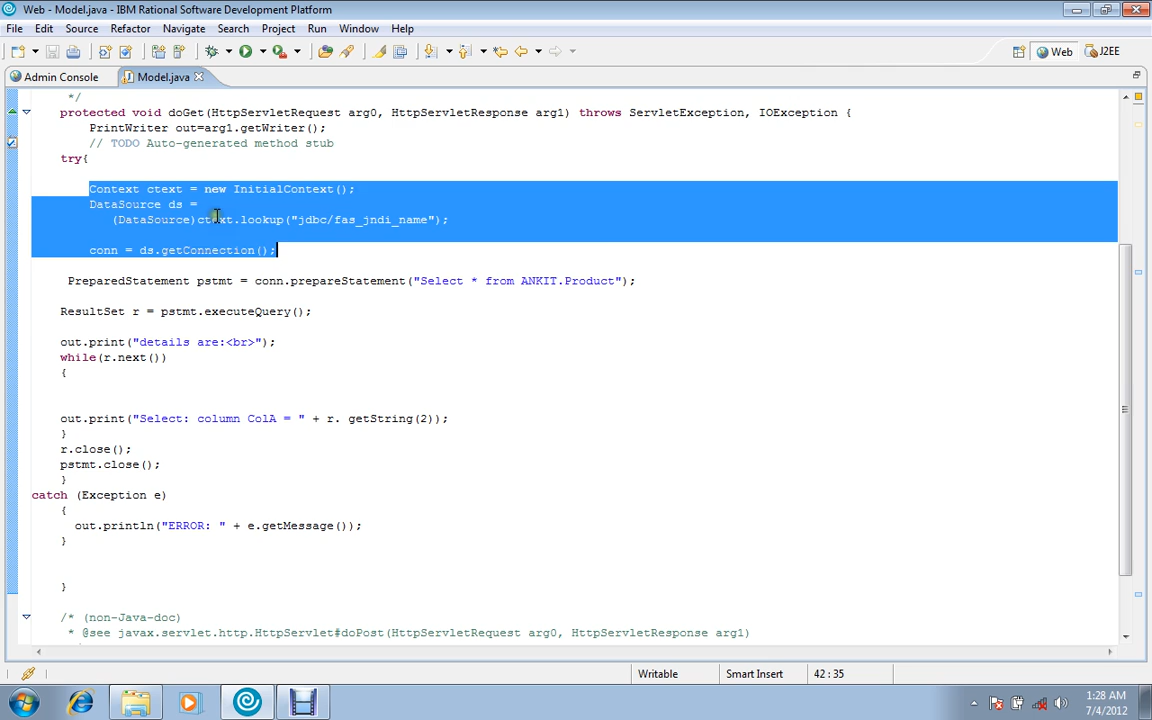 Web - Model.java - IBM Rational Software Development Platform
File Edit Source Refactor Navigate Search Project Run Window Help
Web J2EE
Admin Console Model.java
*/
protected void doGet(HttpServletRequest arg0, HttpServletResponse arg1) throws ServletException, IOException {
PrintWriter out=arg1.getWriter();
// TODO Auto-generated method stub
try{
Context ctext = new InitialContext();
DataSource ds =
(DataSource)ctext.lookup("jdbc/fas_jndi_name");
conn = ds.getConnection();
PreparedStatement pstmt = conn.prepareStatement("Select * from ANKIT.Product");
ResultSet r = pstmt.executeQuery();
out.print("details are:<br>");
while(r.next())
{
out.print("Select: column ColA = " + r. getString(2));
}
r.close();
pstmt.close();
}
catch (Exception e)
{
out.println("ERROR: " + e.getMessage());
}
}
/* (non-Java-doc)
* @see javax.servlet.http.HttpServlet#doPost(HttpServletRequest arg0, HttpServletResponse arg1)
Writable Smart Insert 42 : 35
1:28 AM
7/4/2012